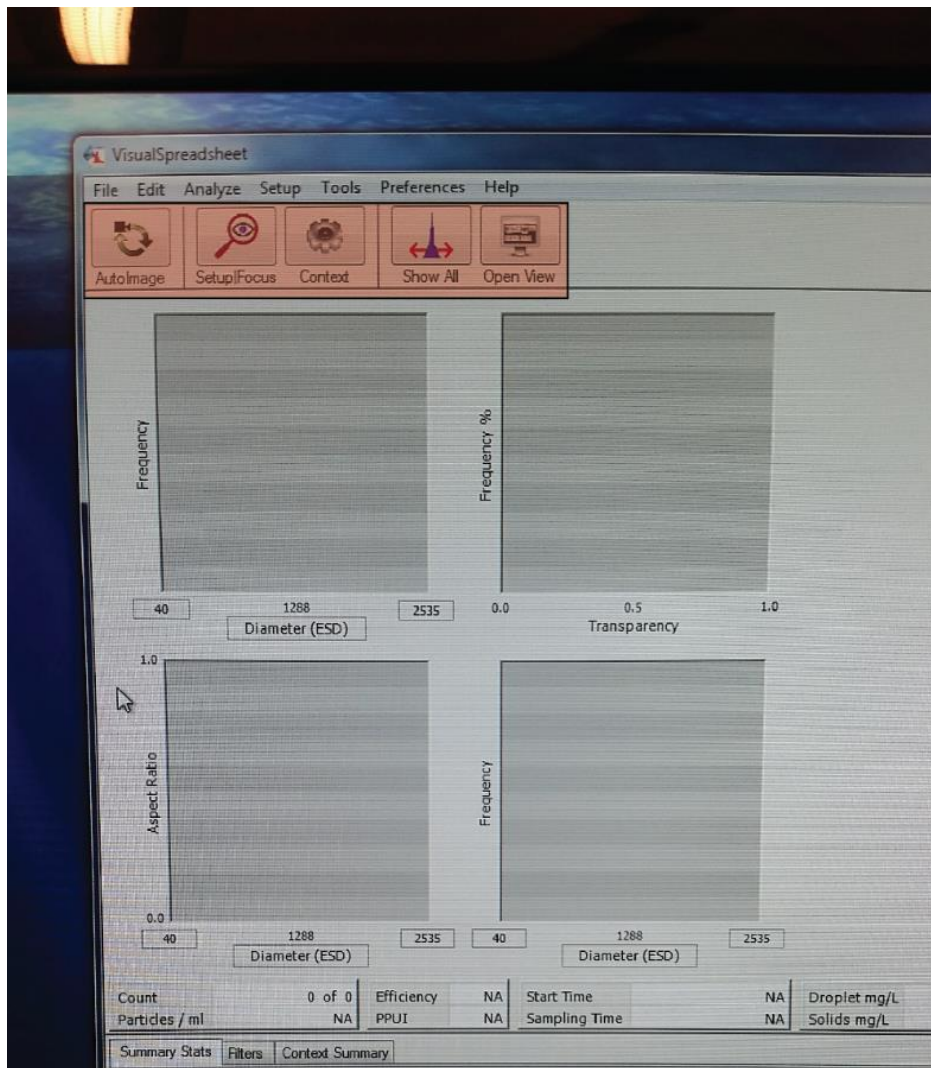 VisualSpreadsheet
File Edit Analyze Setup Tools Preferences Help
AutoImage Setup|Focus Context Show All Open View
Frequency
40 1288 2535
Diameter (ESD)
Frequency %
0.0 0.5 1.0
Transparency
1.0
Aspect Ratio
0.0
40 1288 2535
Diameter (ESD)
Frequency
40 1288 2535
Diameter (ESD)
Count 0 of 0 Efficiency NA Start Time NA Droplet mg/L
Particles / ml NA PPUI NA Sampling Time NA Solids mg/L
Summary Stats Filters Context Summary